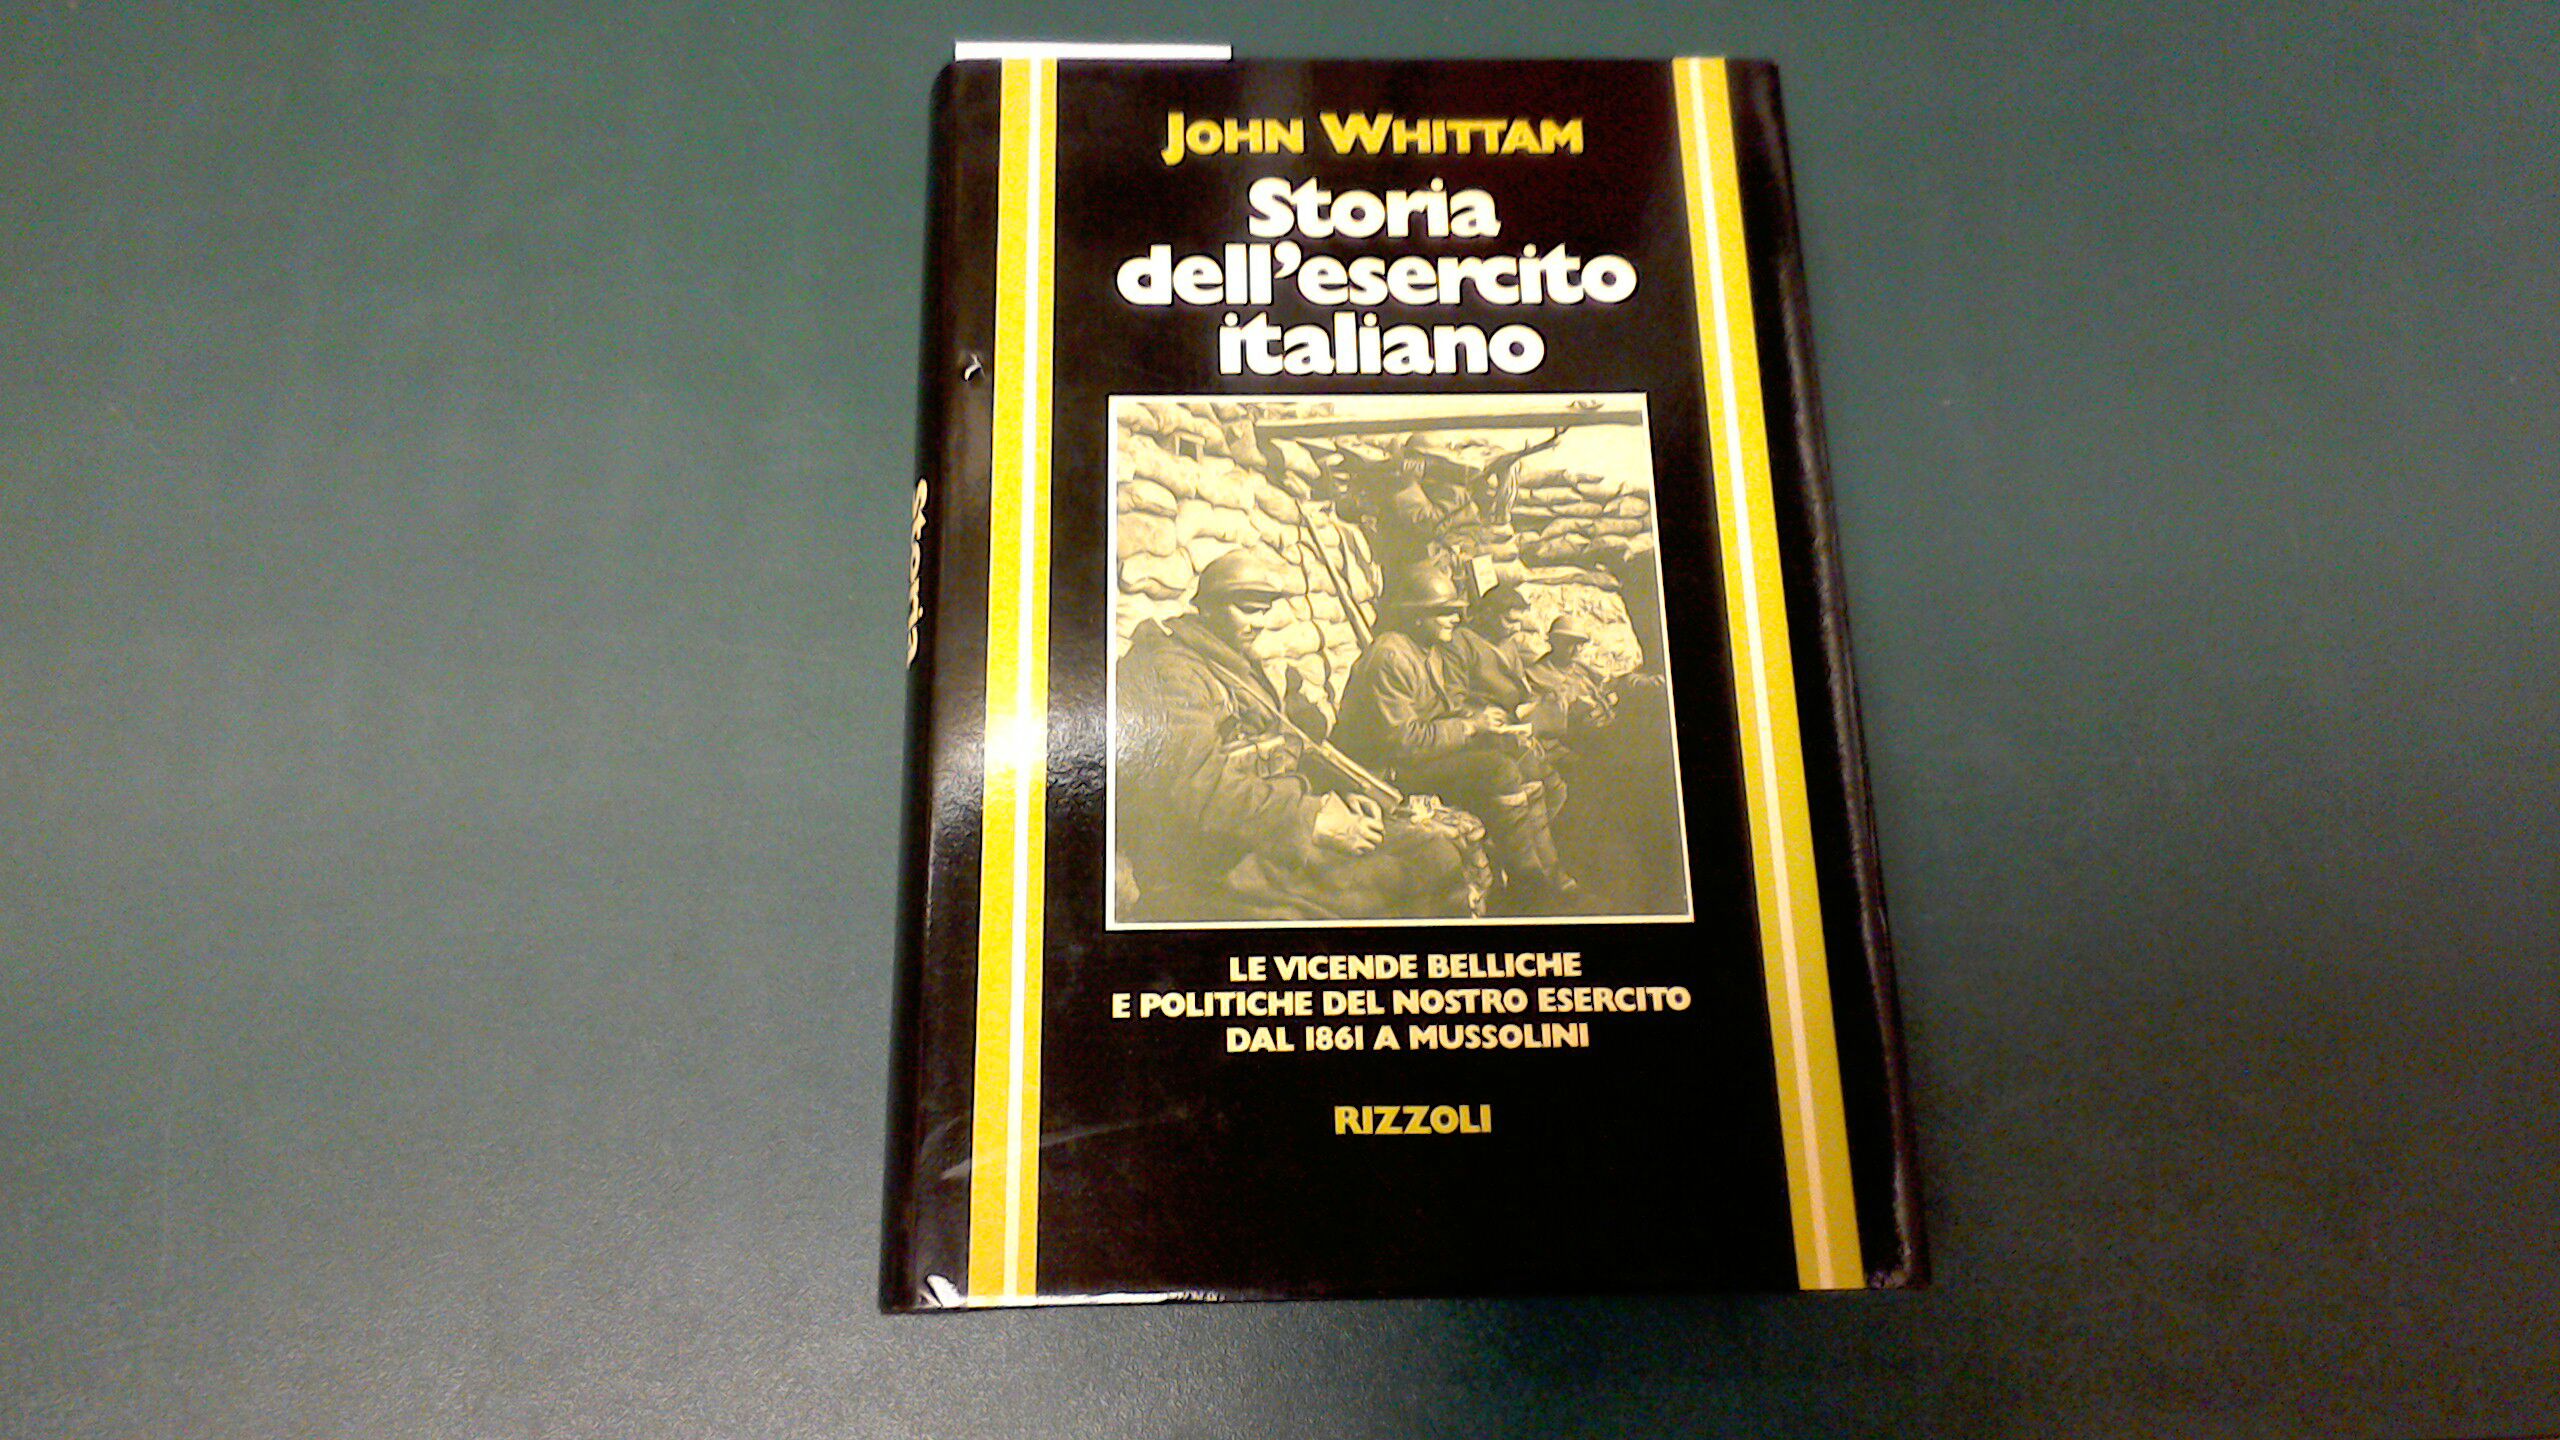 JOHN WHITTAM
Storia
dell'esercito
italiano
LE VICENDE BELLICHE
E POLITICHE DEL NOSTRO ESERCITO
DAL 1861 A MUSSOLINI
RIZZOLI
Storia